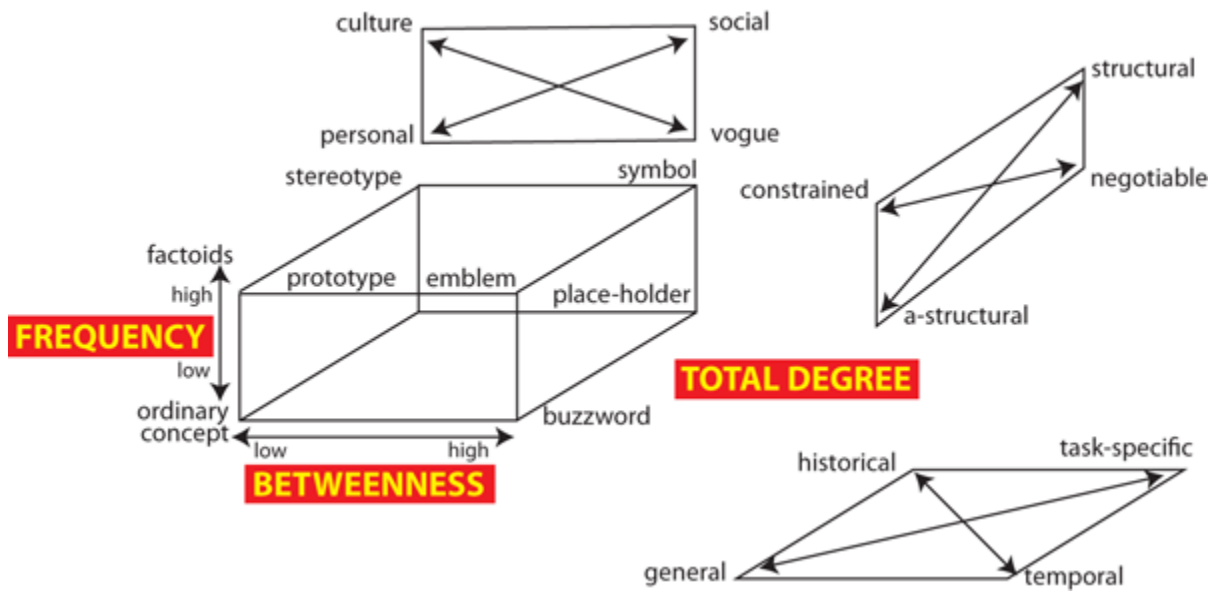 culture
social
personal
vogue
structural
constrained
negotiable
a-structural
stereotype
symbol
factoids
prototype
emblem
place-holder
high
FREQUENCY
low
ordinary
concept
buzzword
low
high
BETWEENNESS
TOTAL DEGREE
historical
task-specific
general
temporal